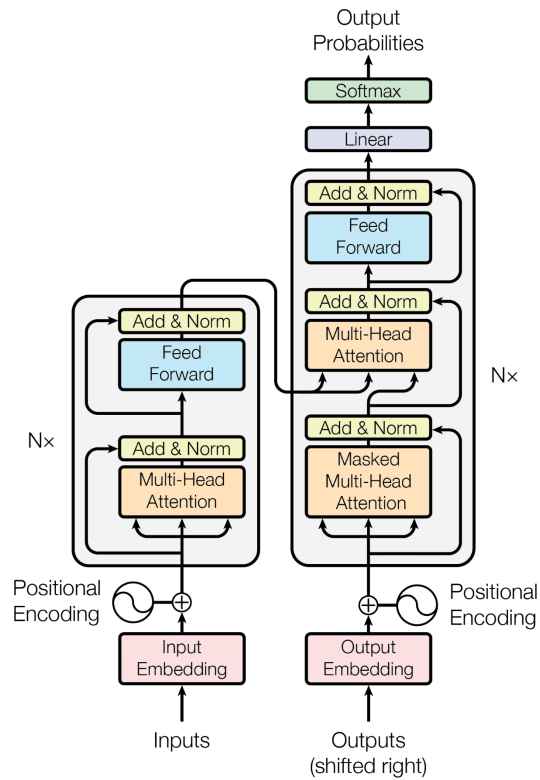 Output
Probabilities
Softmax
Linear
Add & Norm
Feed
Forward
Add & Norm
Multi-Head
Attention
Add & Norm
Masked
Multi-Head
Attention
N×
Add & Norm
Feed
Forward
Add & Norm
Multi-Head
Attention
N×
Positional
Encoding
Positional
Encoding
Input
Embedding
Output
Embedding
Inputs
Outputs
(shifted right)